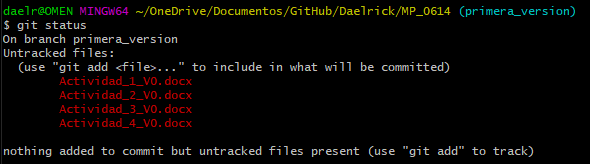 daelr@OMEN MINGW64 ~/OneDrive/Documentos/GitHub/Daelrick/MP_0614 (primera_version)
$ git status
On branch primera_version
Untracked files:
  (use "git add <file>..." to include in what will be committed)
        Actividad_1_V0.docx
        Actividad_2_V0.docx
        Actividad_3_V0.docx
        Actividad_4_V0.docx

nothing added to commit but untracked files present (use "git add" to track)